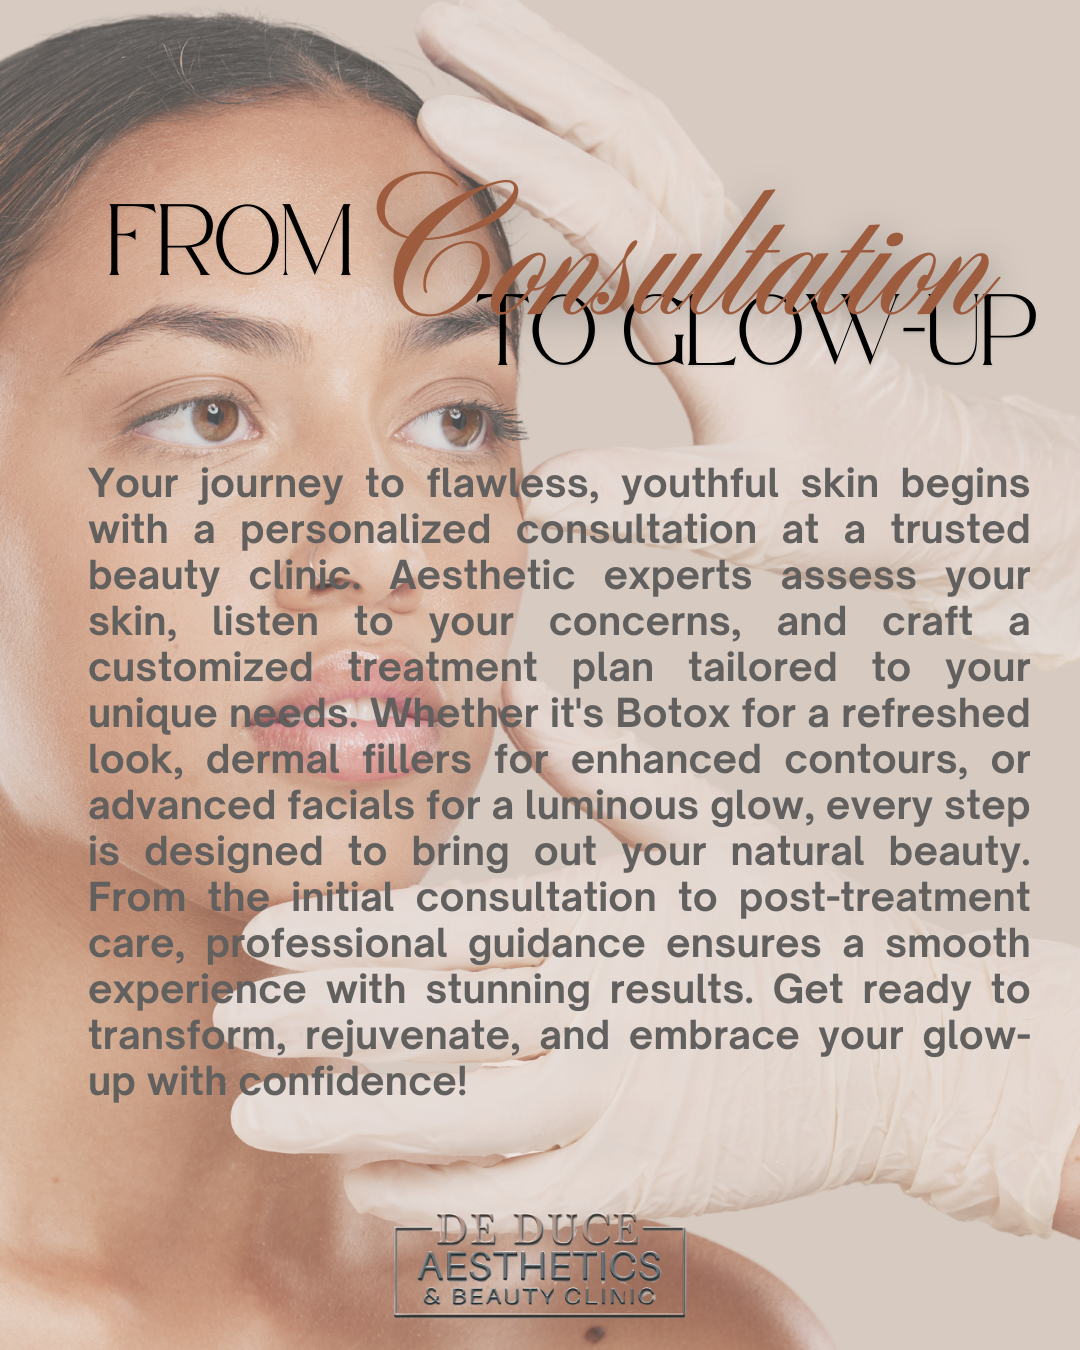 FROM Consultation
TO GLOW-UP
Your journey to flawless, youthful skin begins
with a personalized consultation at a trusted
beauty clinic. Aesthetic experts assess your
skin, listen to your concerns, and craft a
customized treatment plan tailored to your
unique needs. Whether it's Botox for a refreshed
look, dermal fillers for enhanced contours, or
advanced facials for a luminous glow, every step
is designed to bring out your natural beauty.
From the initial consultation to post-treatment
care, professional guidance ensures a smooth
experience with stunning results. Get ready to
transform, rejuvenate, and embrace your glow-
up with confidence!
DE DUCE
AESTHETICS
& BEAUTY CLINIC